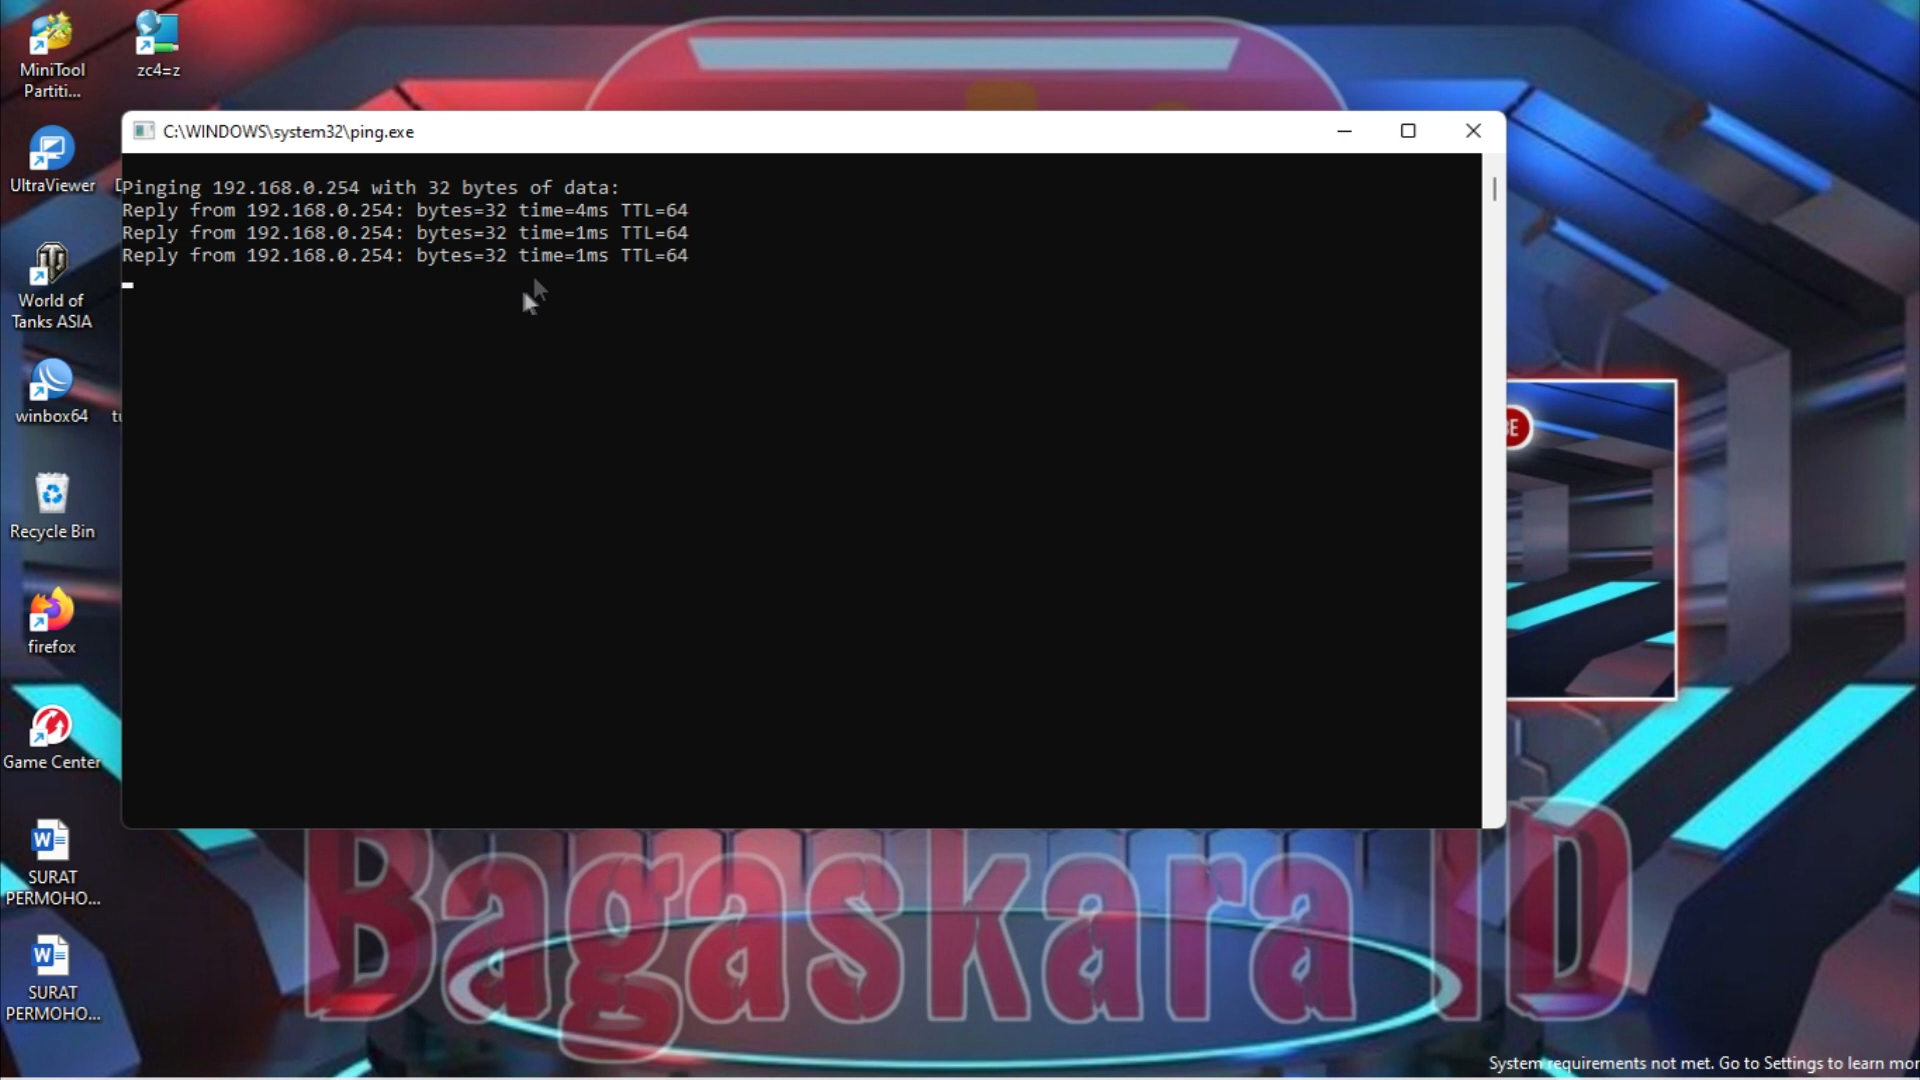 MiniTool
Partiti...
zc4=z
C:\WINDOWS\system32\ping.exe
Pinging 192.168.0.254 with 32 bytes of data:
Reply from 192.168.0.254: bytes=32 time=4ms TTL=64
Reply from 192.168.0.254: bytes=32 time=1ms TTL=64
Reply from 192.168.0.254: bytes=32 time=1ms TTL=64
UltraViewer
World of
Tanks ASIA
winbox64
Recycle Bin
firefox
Game Center
SURAT
PERMOHO...
SURAT
PERMOHO...
Bagaskara ID
System requirements not met. Go to Settings to learn mor